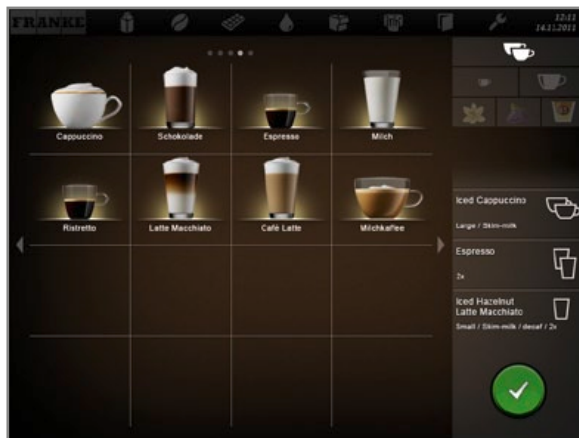 FRANKE
12:11
14.11.2011
Cappuccino
Schokolade
Espresso
Milch
Ristretto
Latte Macchiato
Café Latte
Milchkaffee
Iced Cappuccino
Large / Skim-milk
Espresso
2x
Iced Hazelnut
Latte Macchiato
Small / Skim-milk / decaf / 2x